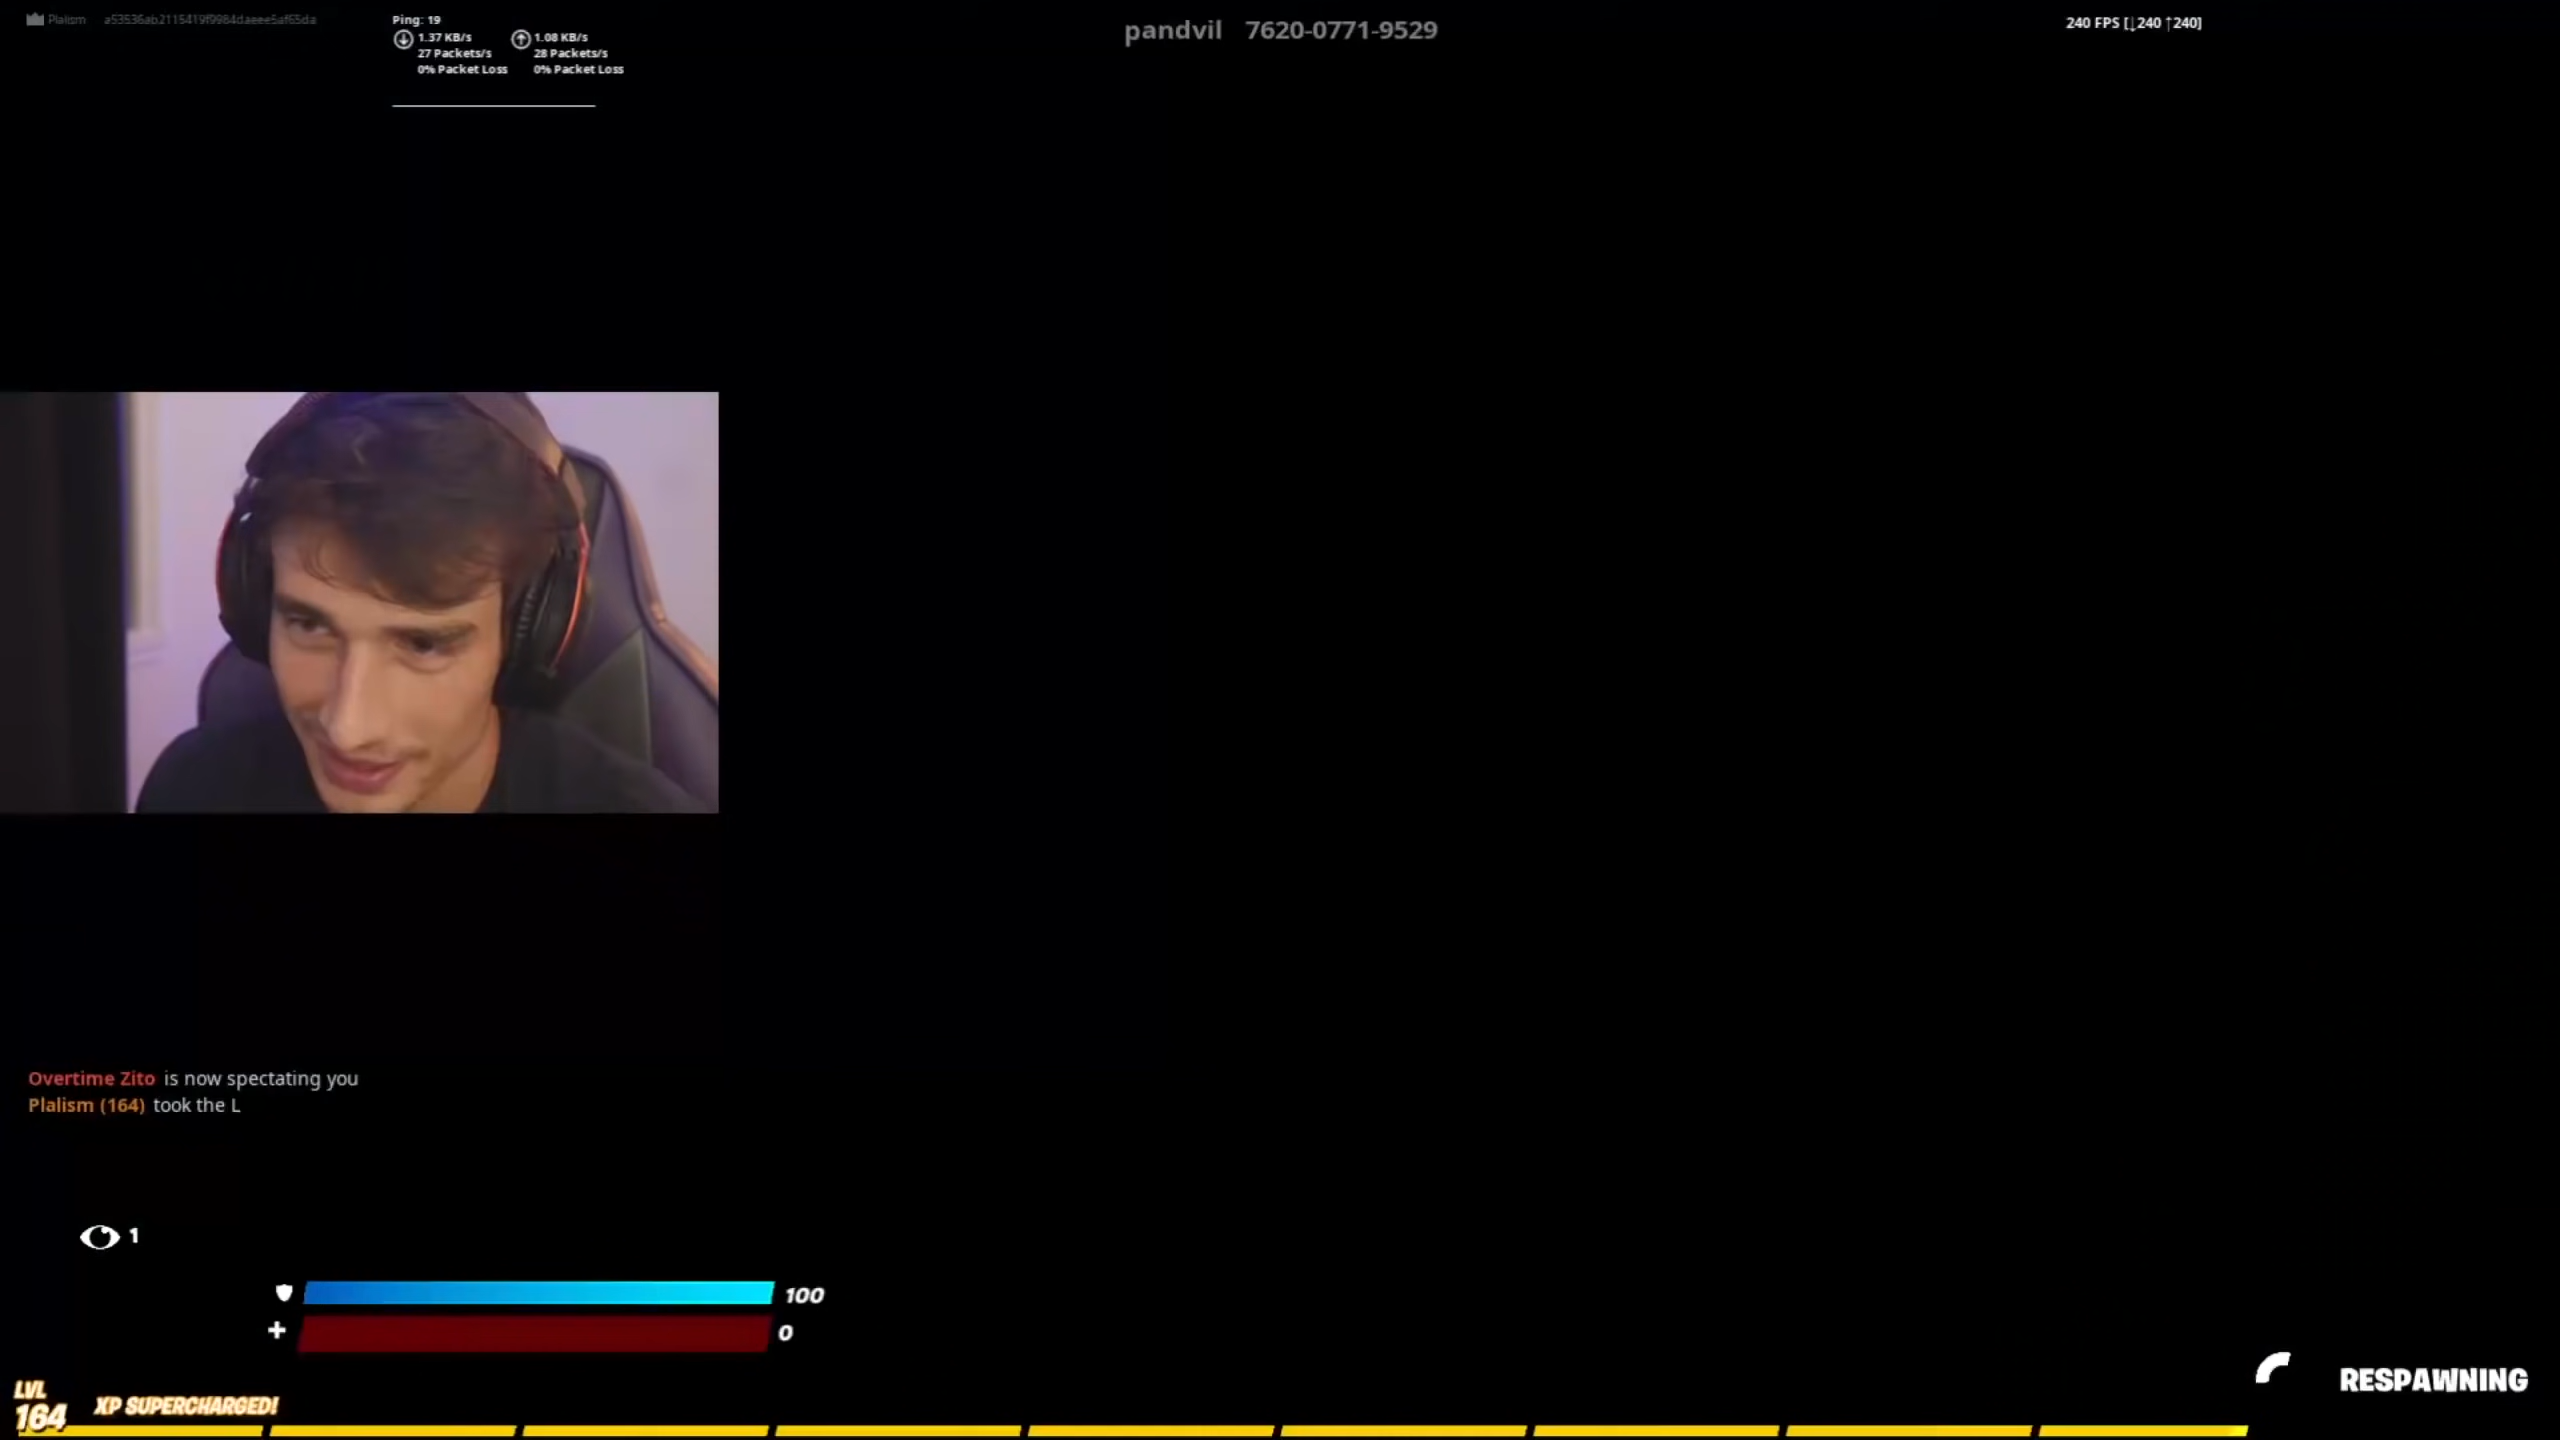 Plalism
Ping: 19
1.37 KB/s 1.08 KB/s
27 Packets/s 28 Packets/s
0% Packet Loss 0% Packet Loss
pandvil 7620-0771-9529
240 FPS [↓240 ↑240]
Overtime Zito is now spectating you
Plalism (164) took the L
1
100
0
LVL
164
XP SUPERCHARGED!
RESPAWNING